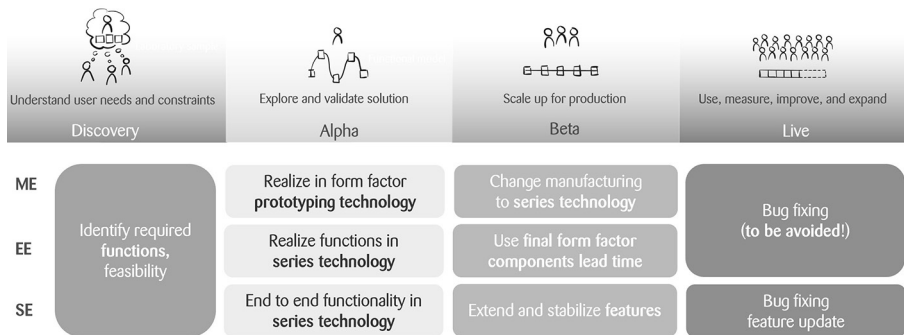 Understand user needs and constraints
Explore and validate solution
Scale up for production
Use, measure, improve, and expand
Discovery
Alpha
Beta
Live
ME
EE
SE
Identify required
functions,
feasibility
Realize in form factor
prototyping technology
Change manufacturing
to series technology
Realize functions in
series technology
Use final form factor
components lead time
Bug fixing
(to be avoided!)
End to end functionality in
series technology
Extend and stabilize features
Bug fixing
feature update